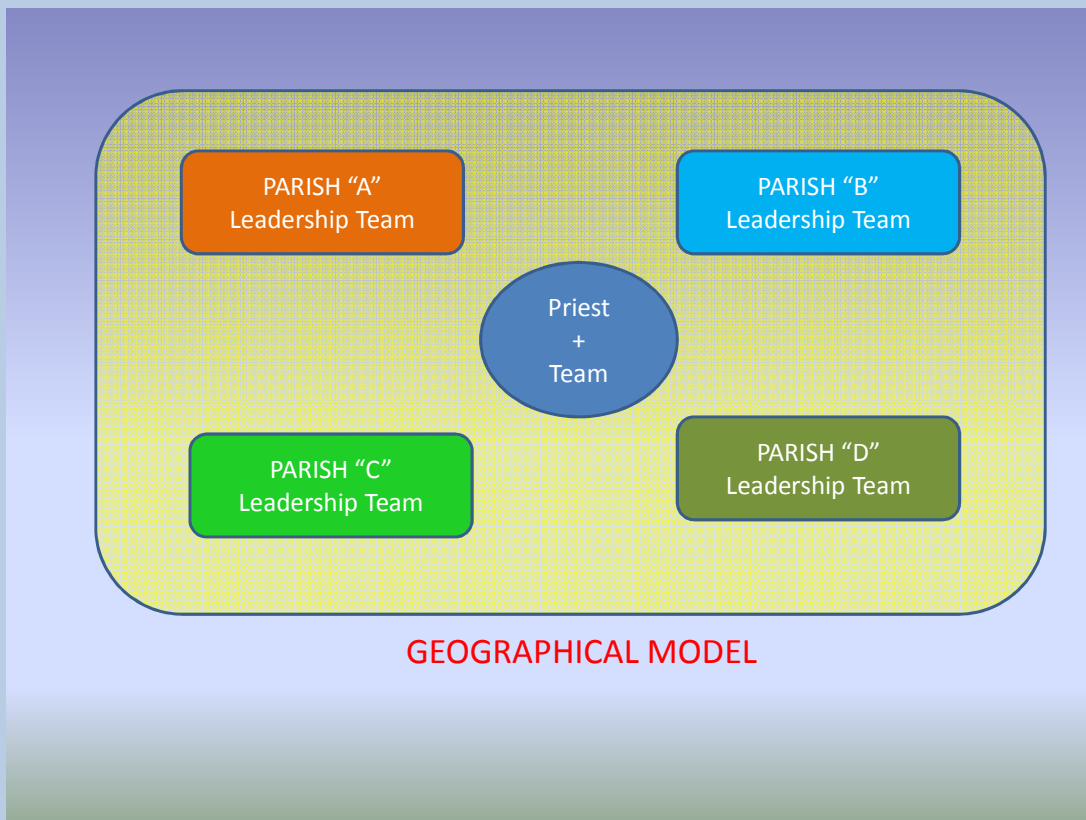 PARISH “A”
Leadership Team
PARISH “B”
Leadership Team
Priest
+
Team
PARISH “C”
Leadership Team
PARISH “D”
Leadership Team
GEOGRAPHICAL MODEL